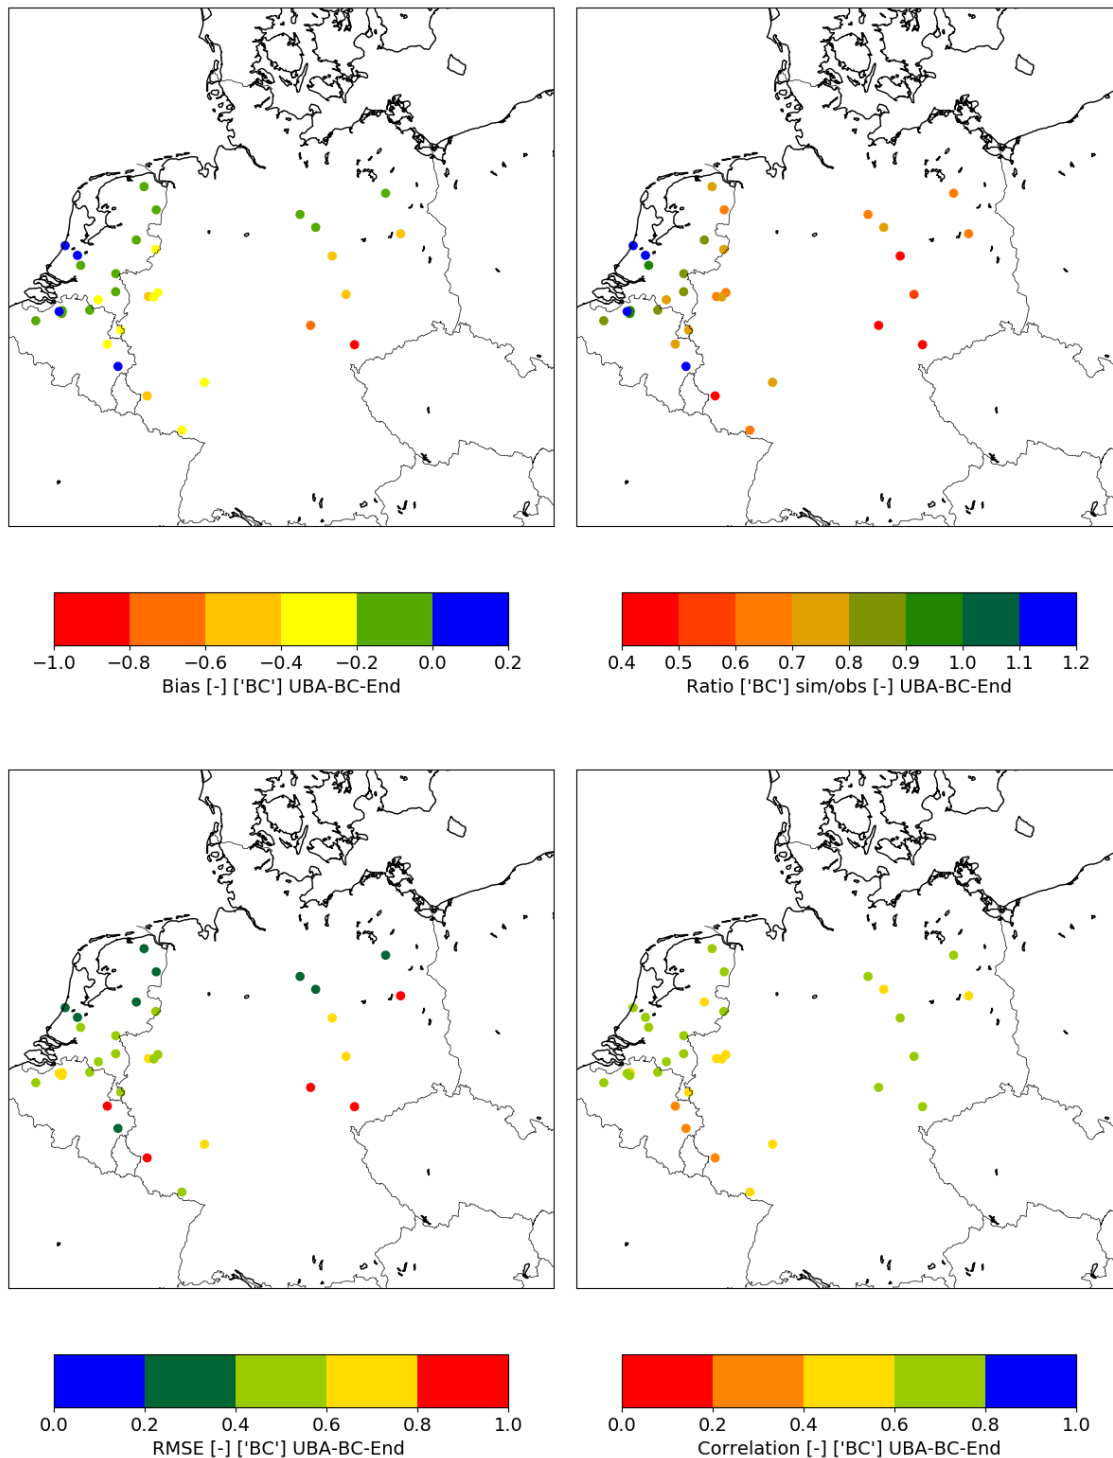 −1.0 −0.8 −0.6 −0.4 −0.2 0.0 0.2
Bias [-] ['BC'] UBA-BC-End
0.4 0.5 0.6 0.7 0.8 0.9 1.0 1.1 1.2
Ratio ['BC'] sim/obs [-] UBA-BC-End
0.0 0.2 0.4 0.6 0.8 1.0
RMSE [-] ['BC'] UBA-BC-End
0.0 0.2 0.4 0.6 0.8 1.0
Correlation [-] ['BC'] UBA-BC-End